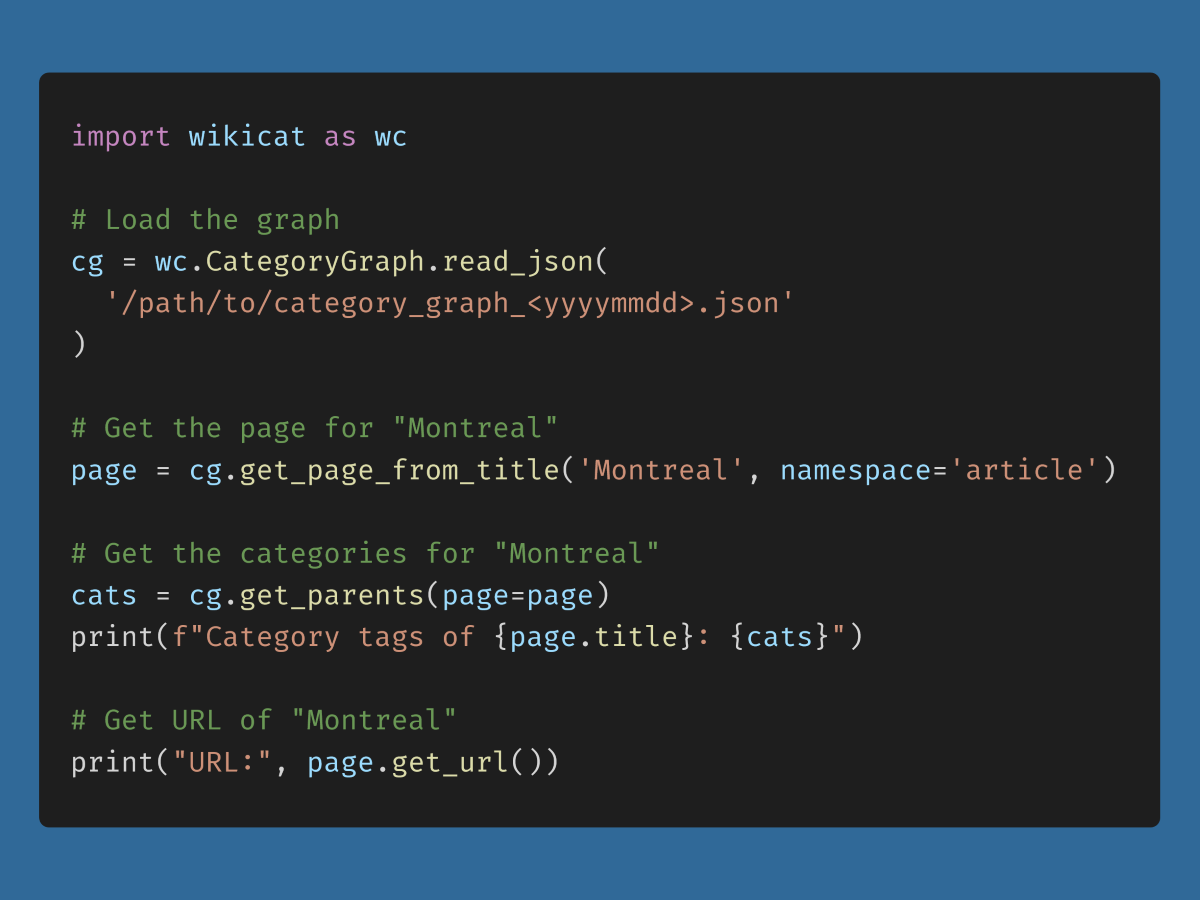 import wikicat as wc
# Load the graph
cg = wc.CategoryGraph.read_json(
  '/path/to/category_graph_<yyyymmdd>.json'
)
# Get the page for "Montreal"
page = cg.get_page_from_title('Montreal', namespace='article')
# Get the categories for "Montreal"
cats = cg.get_parents(page=page)
print(f"Category tags of {page.title}: {cats}")
# Get URL of "Montreal"
print("URL:", page.get_url())